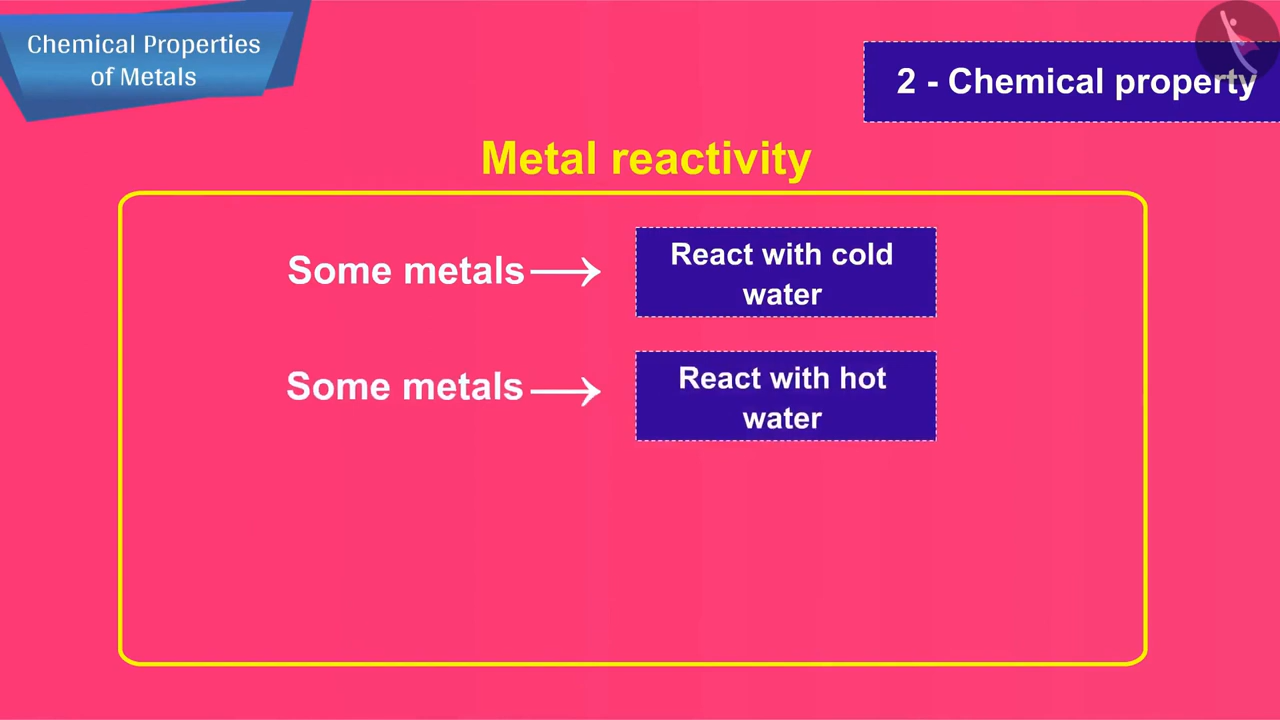 Chemical Properties
of Metals
2 - Chemical property
Metal reactivity
Some metals
React with cold
water
Some metals
React with hot
water